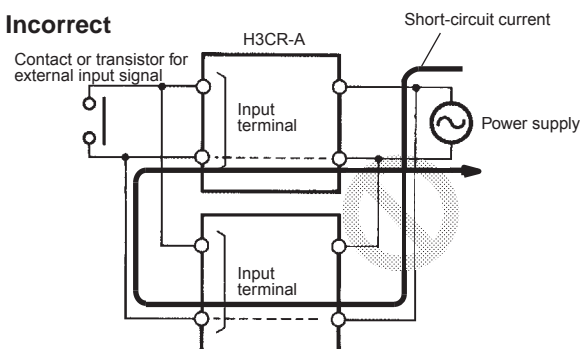 Incorrect
Short-circuit current
H3CR-A
Contact or transistor for
external input signal
Input
terminal
Power supply
Input
terminal